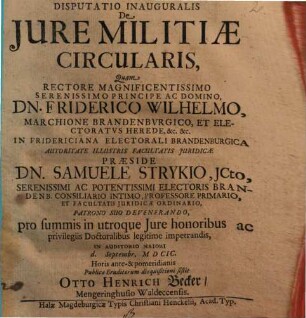 DISPUTATIO INAUGURALIS
De
JURE MILITIÆ
CIRCULARIS,
Quam
RECTORE MAGNIFICENTISSIMO
SERENISSIMO PRINCIPE AC DOMINO,
DN. FRIDERICO WILHELMO,
MARCHIONE BRANDENBVRGICO, ET ELE-
CTORATVS HEREDE, &c. &c.
IN FRIDERICIANA ELECTORALI BRANDENBURGICA
AUTORITATE ILLUSTRIS FACULTATIS JURIDICÆ
PRÆSIDE
DN. SAMUELE STRYKIO, JCto,
SERENISSIMI AC POTENTISSIMI ELECTORIS BRAN-
DENB. CONSILIARIO INTIMO, PROFESSORE PRIMARIO,
ET FACULTATIS JURIDICÆ ORDINARIO,
PATRONO SUO DEVENERANDO,
pro summis in utroque Jure honoribus ac
privilegiis Doctoralibus legitime impetrandis,
IN AUDITORIO MAJORI
d. Septembr. M DC IC.
Horis ante- & pomeridianis
Publicæ Eruditorum disquisitioni sistit
OTTO HENRICH Becker/
Mengeringhusio Waldeccensis.
Halæ Magdeburgicæ Typis Christiani Henckelii, Acad. Typ.